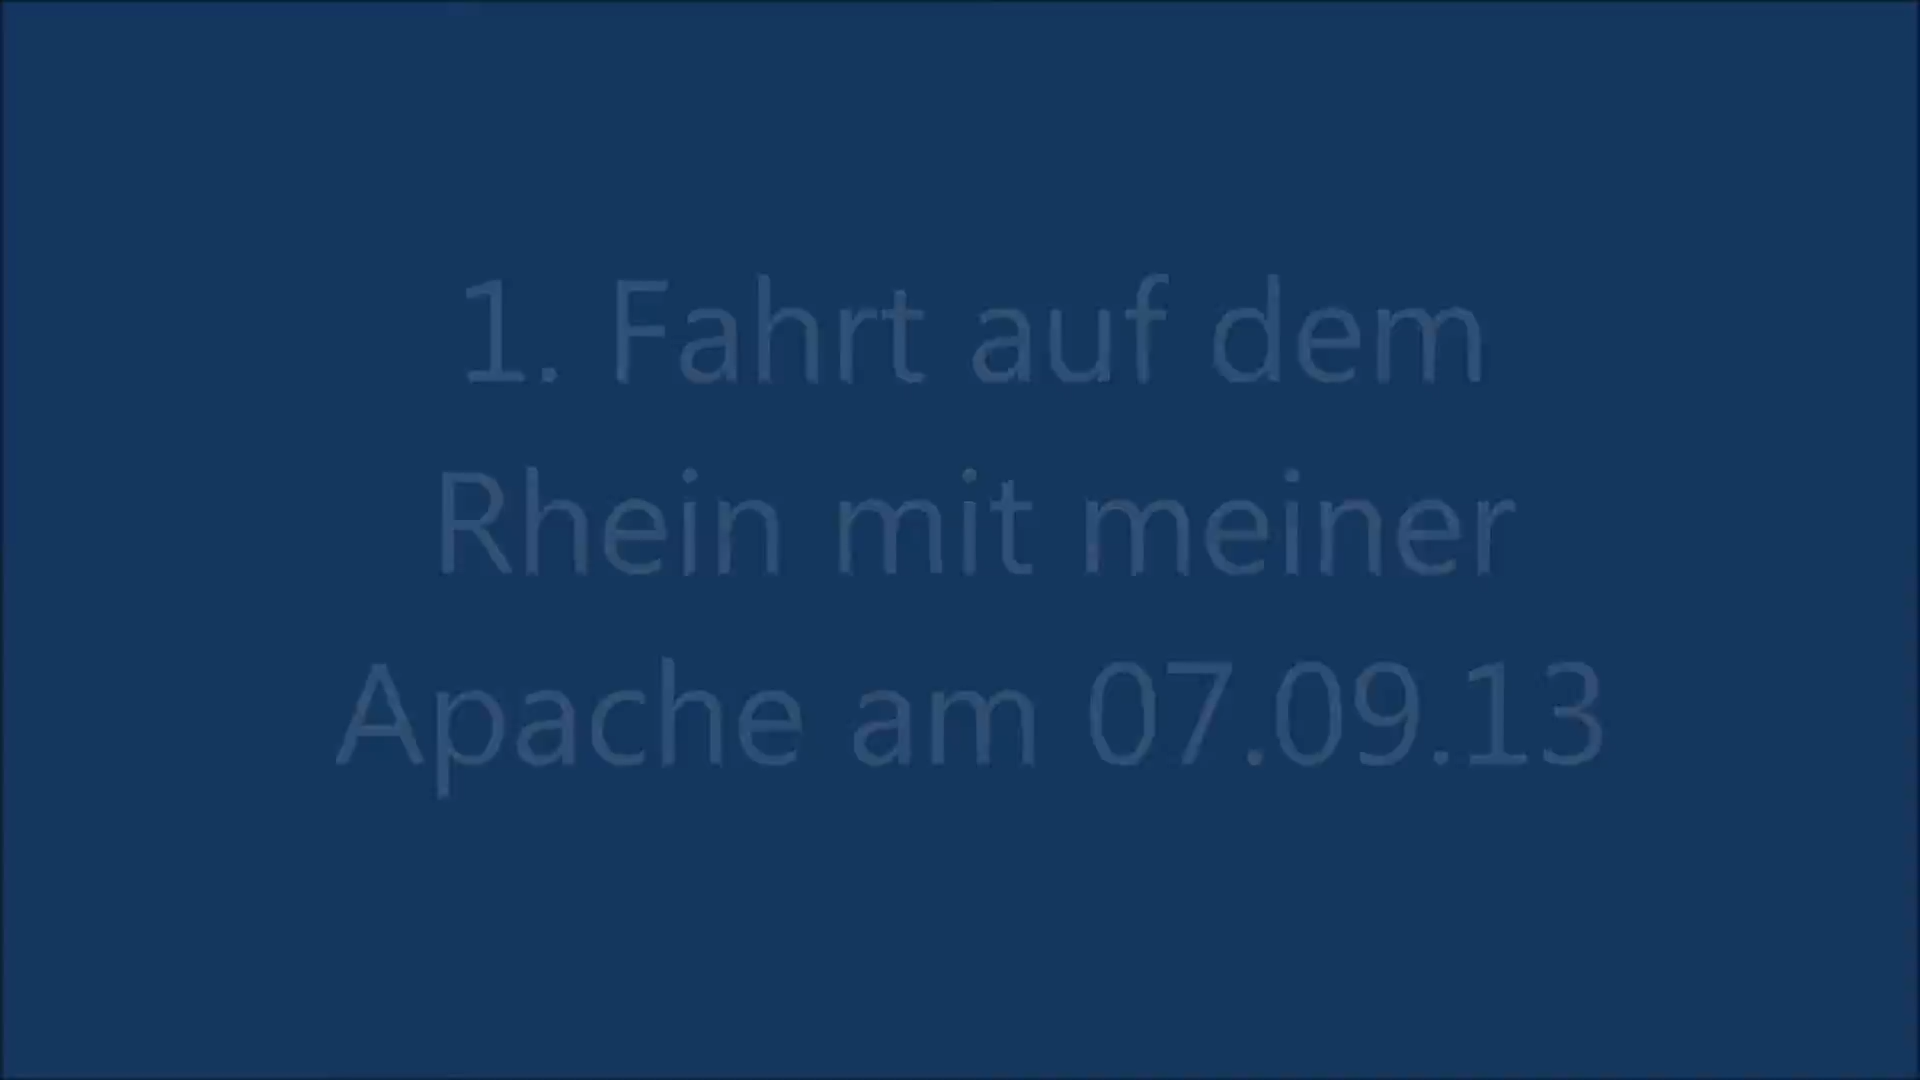 1. Fahrt auf dem
Rhein mit meiner
Apache am 07.09.13